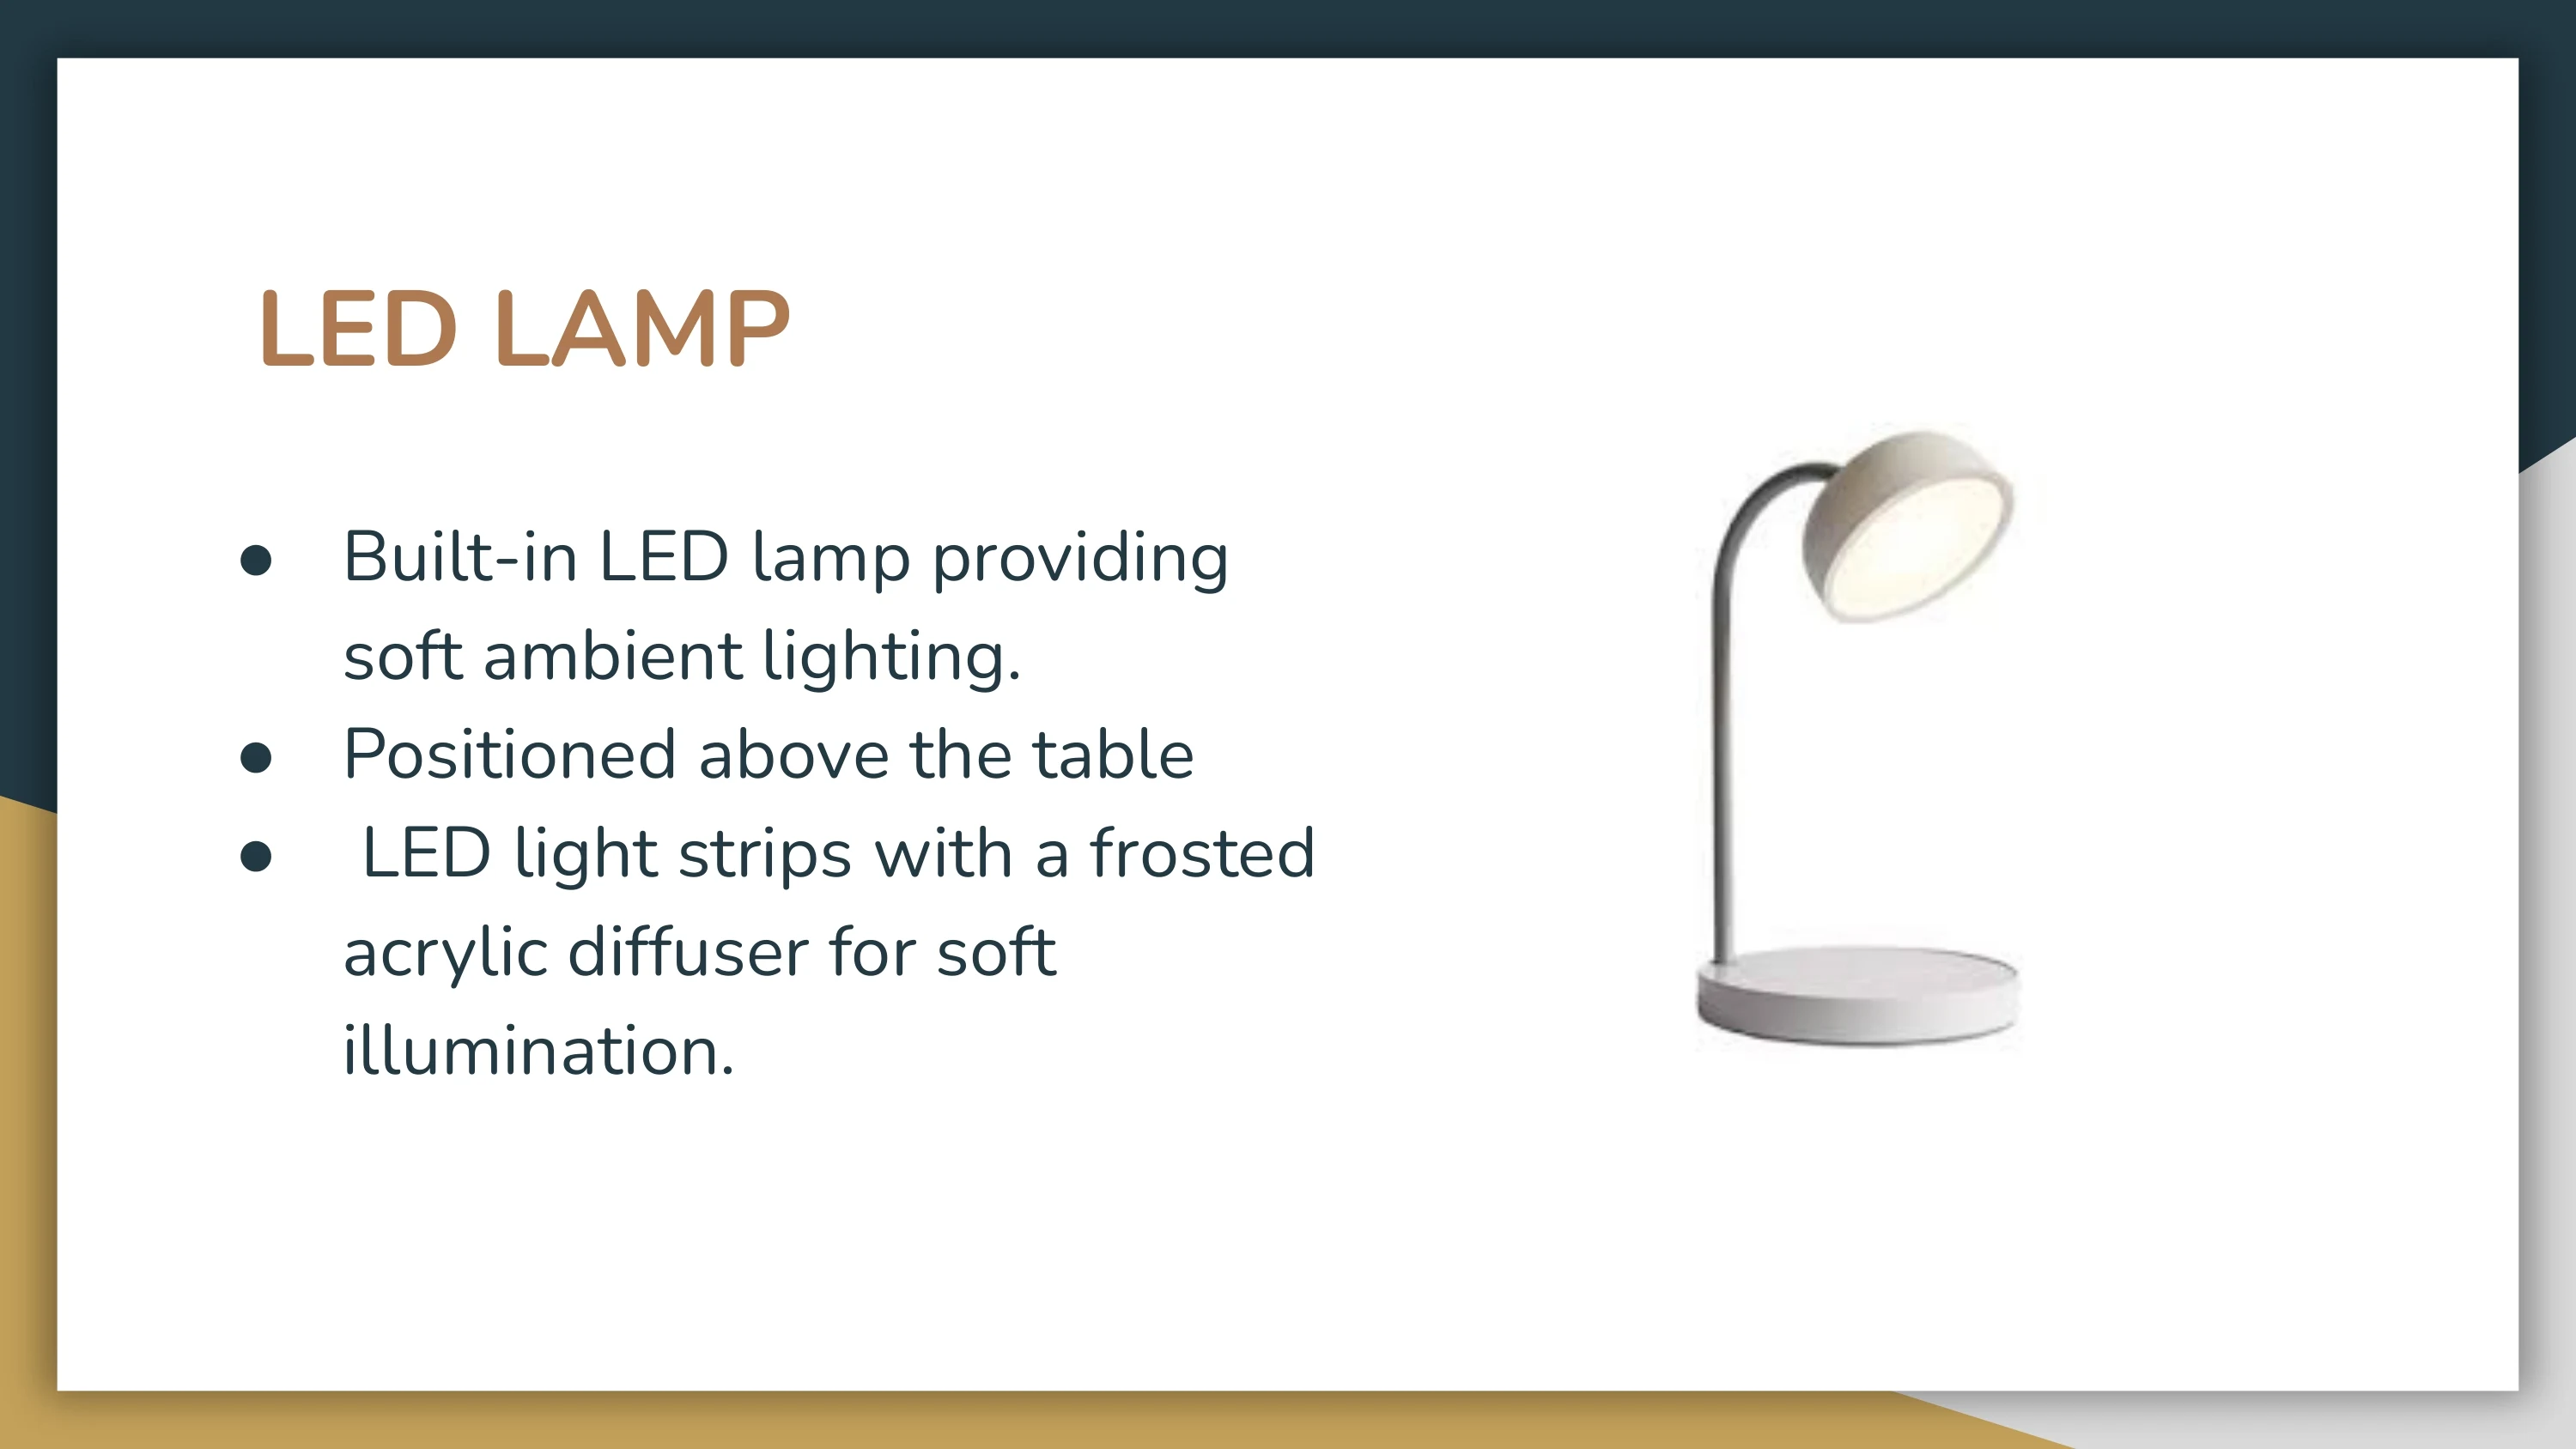 LED LAMP
● Built-in LED lamp providing
soft ambient lighting.
● Positioned above the table
● LED light strips with a frosted
acrylic diffuser for soft
illumination.